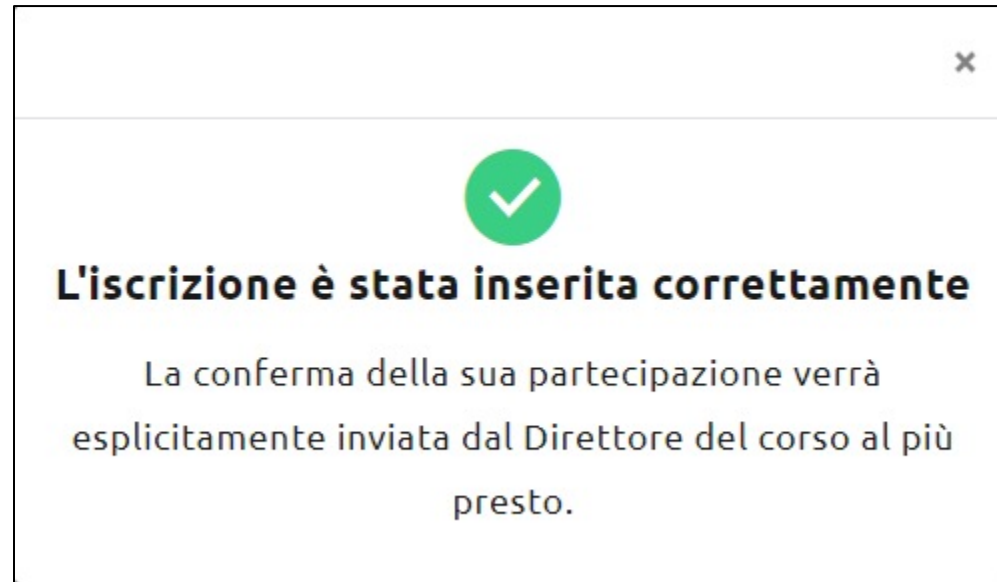 L'iscrizione è stata inserita correttamente
La conferma della sua partecipazione verrà
esplicitamente inviata dal Direttore del corso al più
presto.